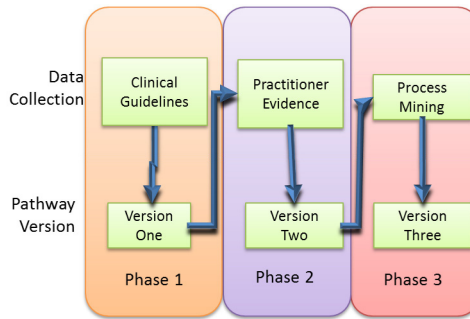 Data
Collection
Clinical
Guidelines
Practitioner
Evidence
Process
Mining
Pathway
Version
Version
One
Version
Two
Version
Three
Phase 1
Phase 2
Phase 3